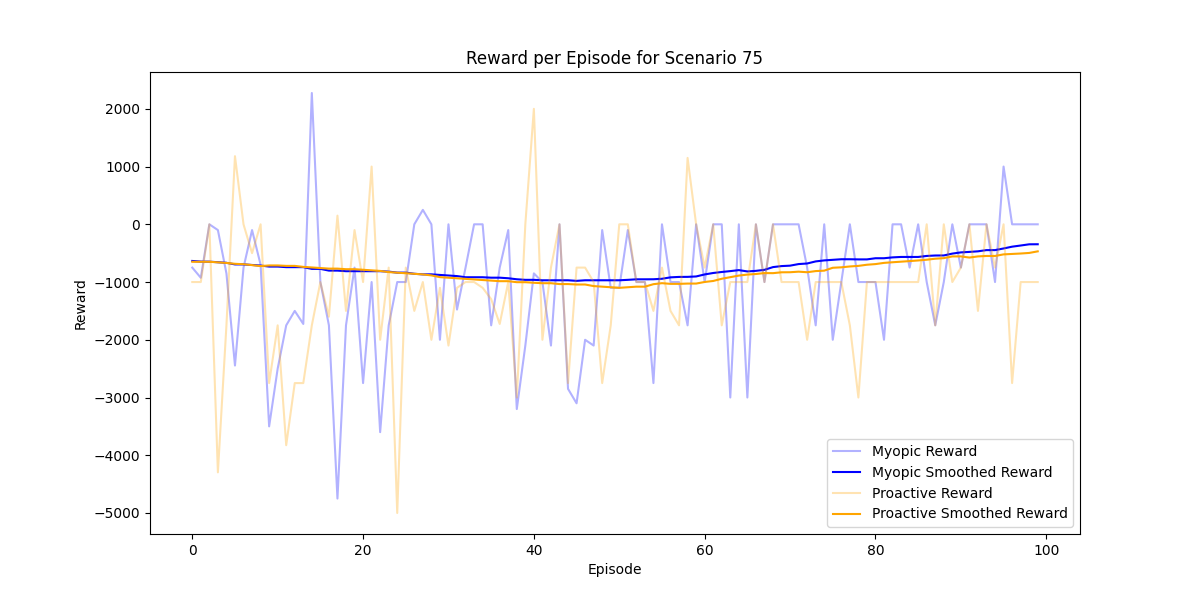 Reward per Episode for Scenario 75
Reward
2000
1000
0
−1000
−2000
−3000
−4000
−5000
0 20 40 60 80 100
Episode
Myopic Reward
Myopic Smoothed Reward
Proactive Reward
Proactive Smoothed Reward